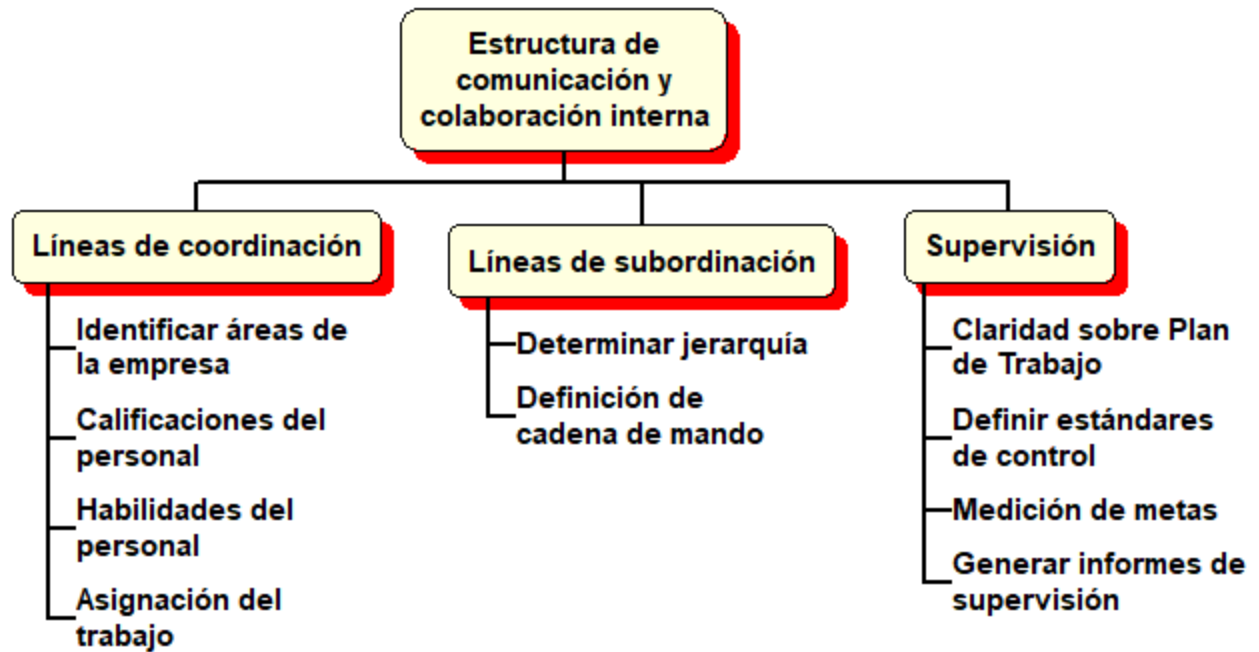 Estructura de
comunicación y
colaboración interna
Líneas de coordinación
Identificar áreas de
la empresa
Calificaciones del
personal
Habilidades del
personal
Asignación del
trabajo
Líneas de subordinación
Determinar jerarquía
Definición de
cadena de mando
Supervisión
Claridad sobre Plan
de Trabajo
Definir estándares
de control
Medición de metas
Generar informes de
supervisión